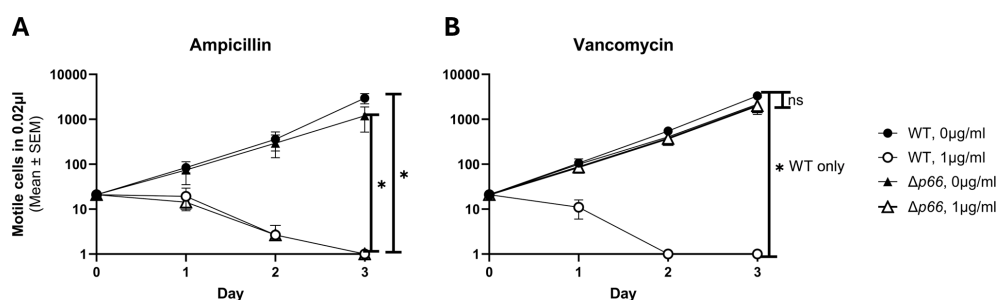 A
Ampicillin
Motile cells in 0.02µl
(Mean ± SEM)
10000
1000
100
10
1
0
1
2
3
Day
*
*
B
Vancomycin
10000
1000
100
10
1
0
1
2
3
Day
ns
* WT only
WT, 0µg/ml
WT, 1µg/ml
Δp66, 0µg/ml
Δp66, 1µg/ml